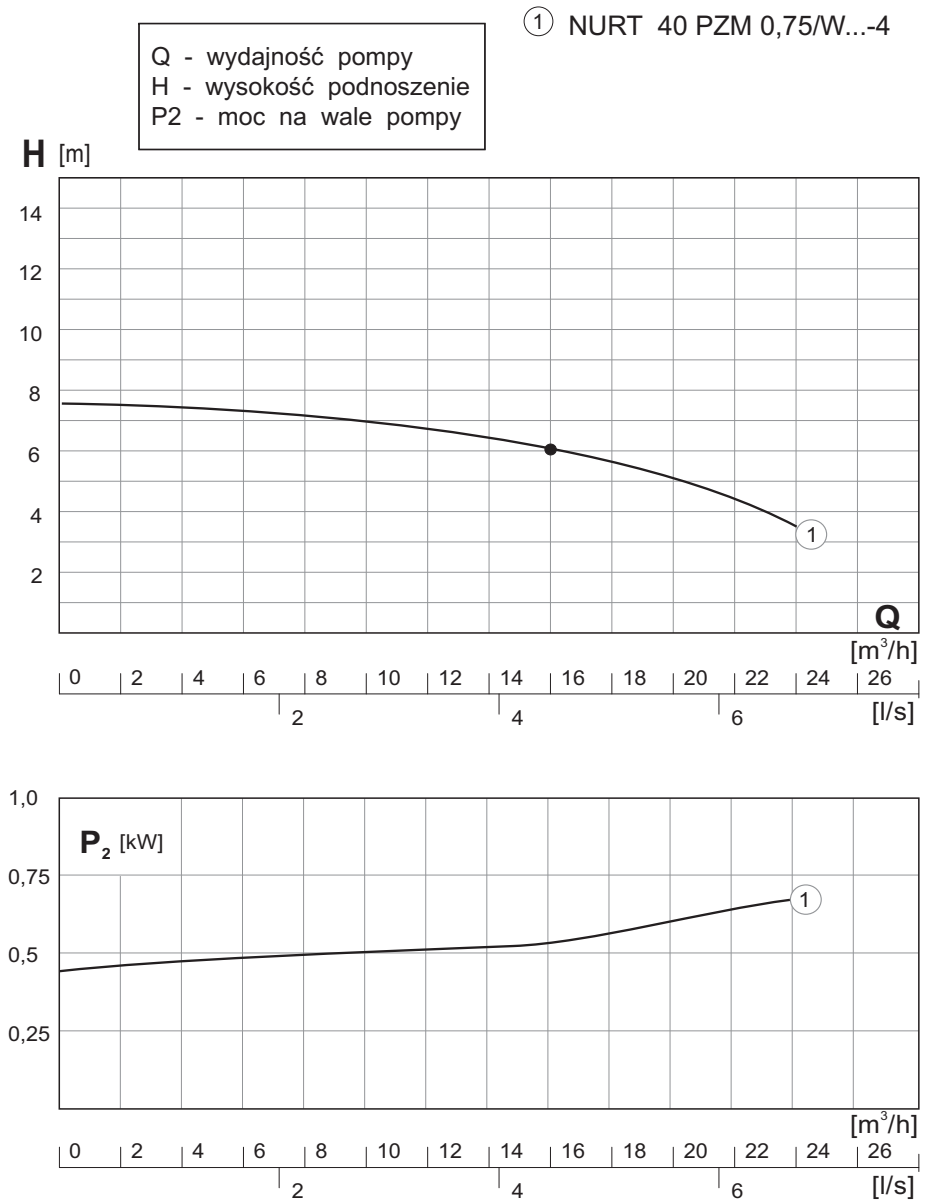 ① NURT 40 PZM 0,75/W...-4
Q - wydajność pompy
H - wysokość podnoszenie
P2 - moc na wale pompy
H [m]
14
12
10
8
6
4
2
1
Q
[m³/h]
0 2 4 6 8 10 12 14 16 18 20 22 24 26
2 4 6 [l/s]
1,0
P₂ [kW]
0,75
1
0,5
0,25
[m³/h]
0 2 4 6 8 10 12 14 16 18 20 22 24 26
2 4 6 [l/s]